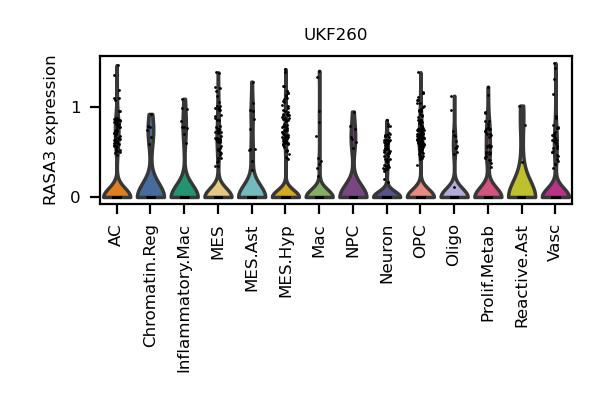 UKF260
RASA3 expression
1
0
AC
Chromatin.Reg
Inflammatory.Mac
MES
MES.Ast
MES.Hyp
Mac
NPC
Neuron
OPC
Oligo
Prolif.Metab
Reactive.Ast
Vasc